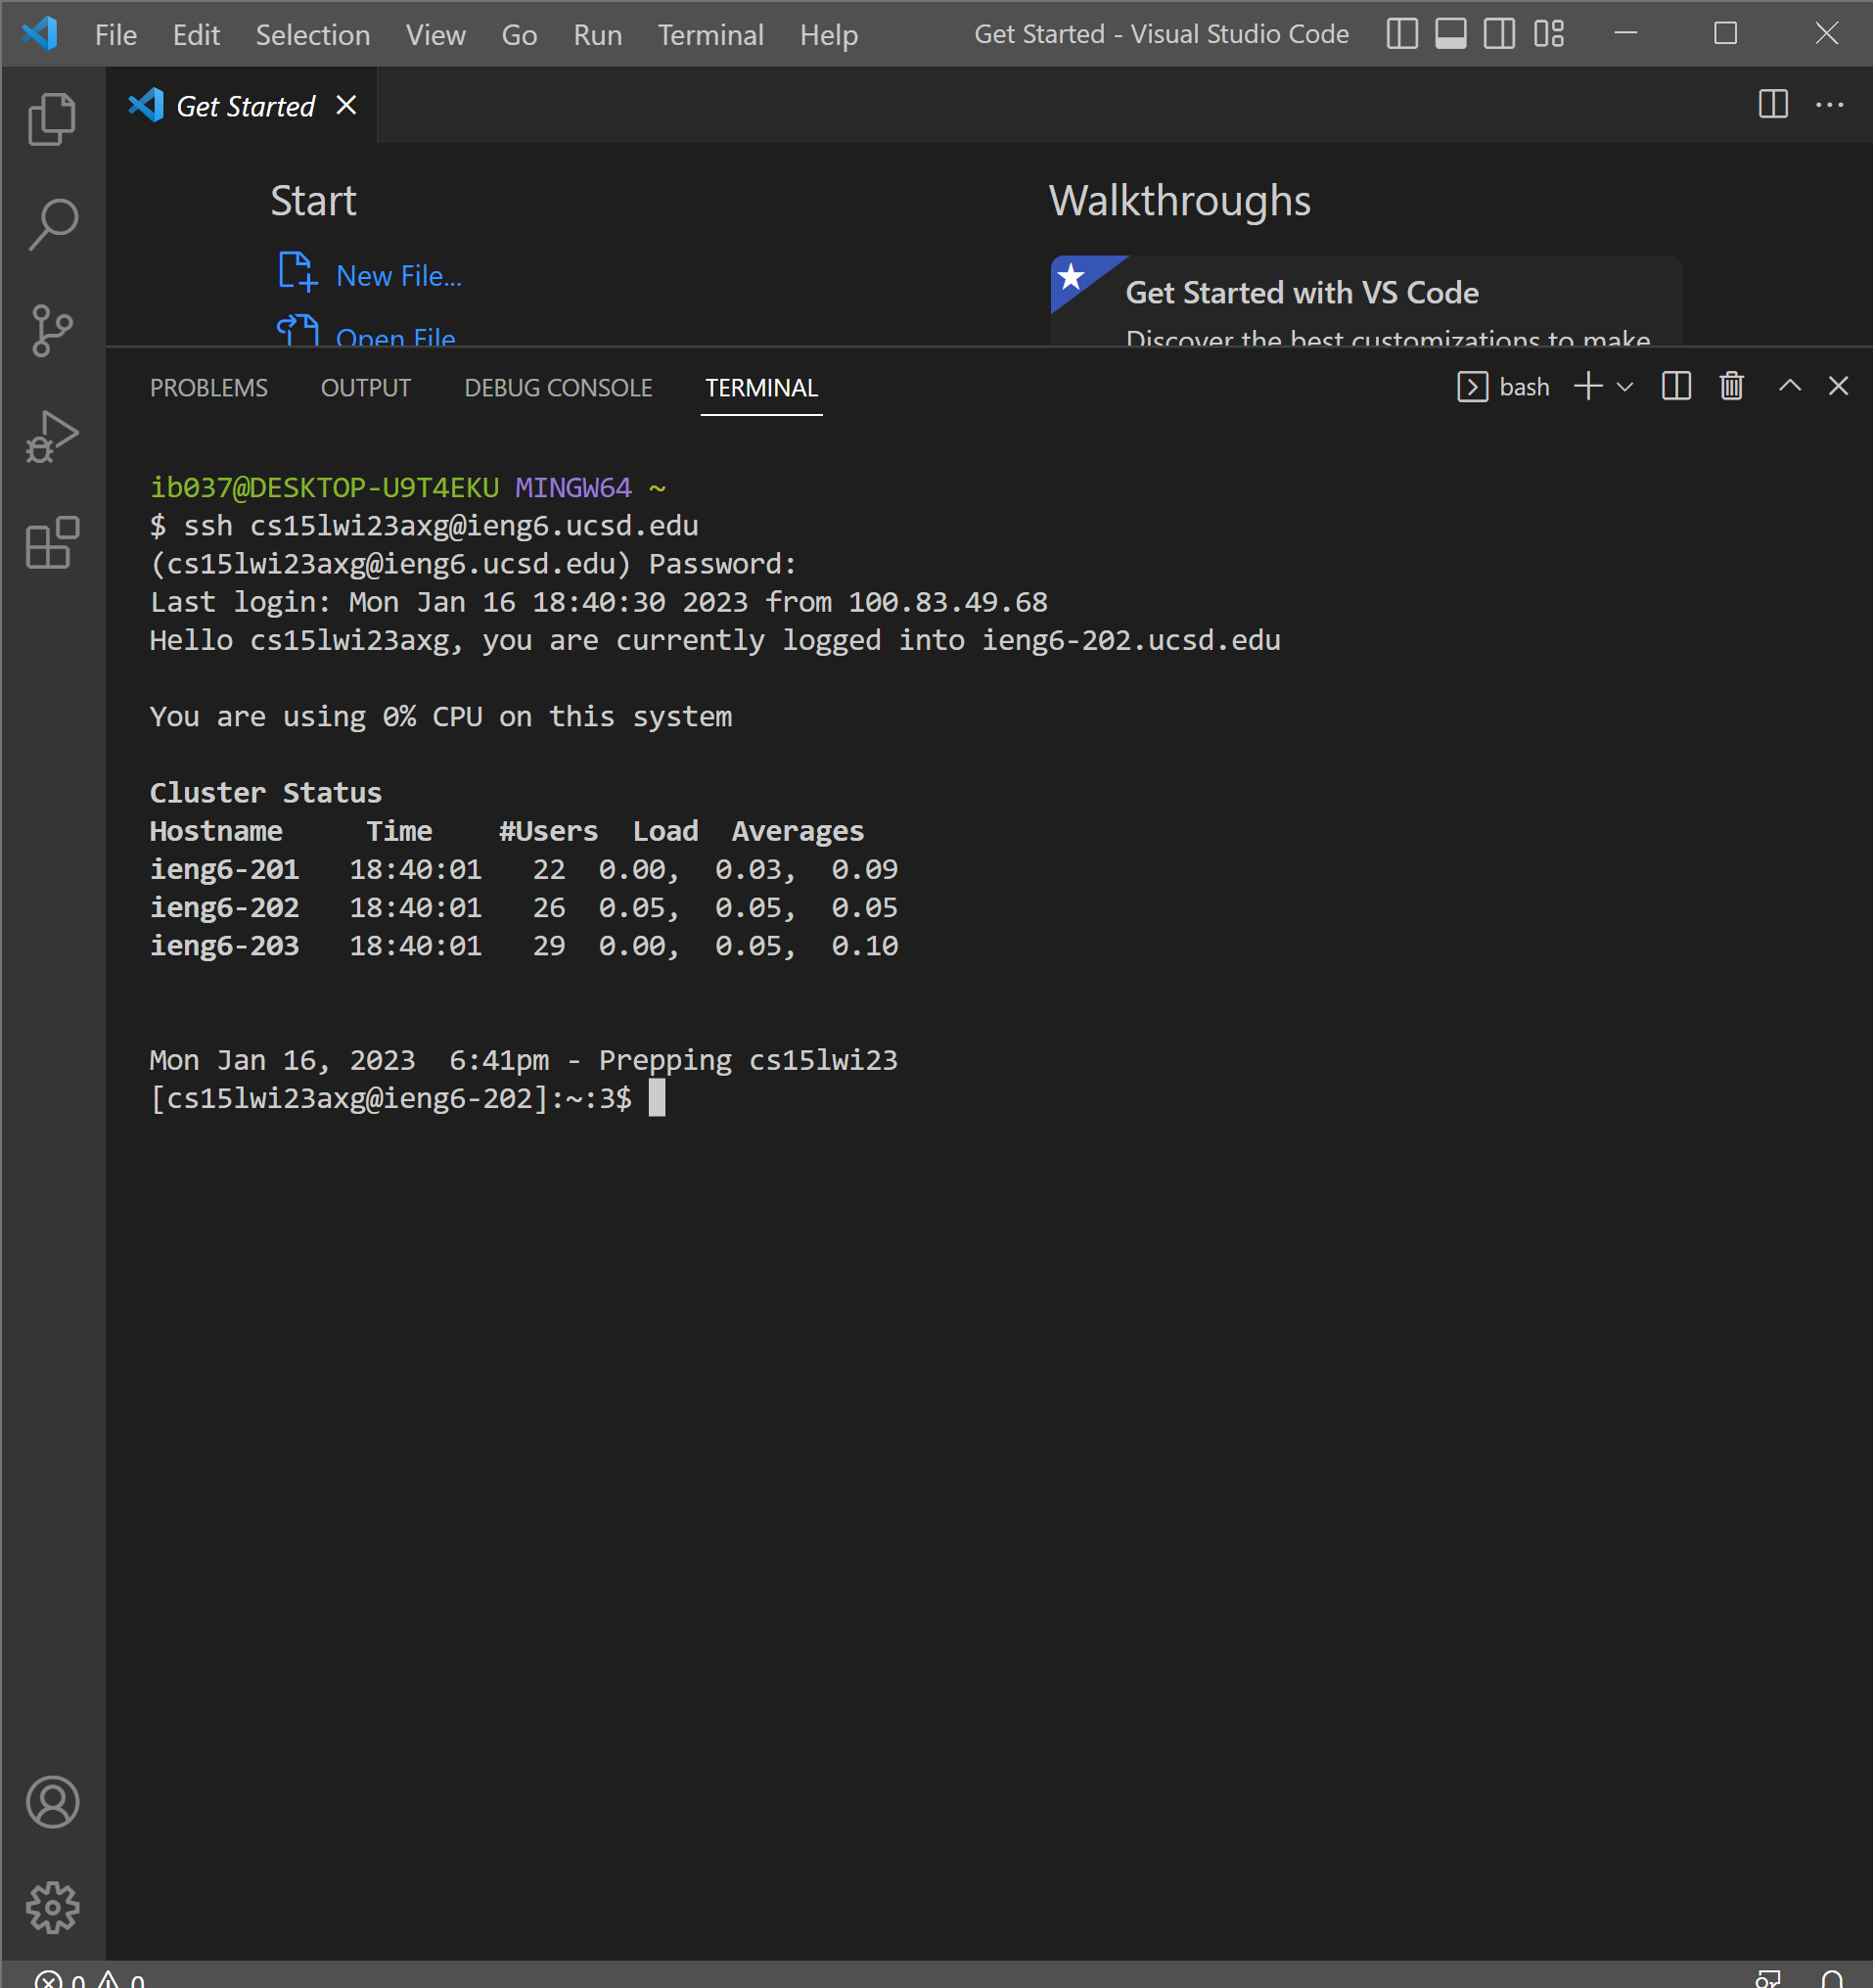 File Edit Selection View Go Run Terminal Help Get Started - Visual Studio Code
Get Started
Start
Walkthroughs
New File...
Get Started with VS Code
Open File
Discover the best customizations to make
PROBLEMS OUTPUT DEBUG CONSOLE TERMINAL bash
ib037@DESKTOP-U9T4EKU MINGW64 ~
$ ssh cs15lwi23axg@ieng6.ucsd.edu
(cs15lwi23axg@ieng6.ucsd.edu) Password:
Last login: Mon Jan 16 18:40:30 2023 from 100.83.49.68
Hello cs15lwi23axg, you are currently logged into ieng6-202.ucsd.edu
You are using 0% CPU on this system
Cluster Status
Hostname Time #Users Load Averages
ieng6-201 18:40:01 22 0.00, 0.03, 0.09
ieng6-202 18:40:01 26 0.05, 0.05, 0.05
ieng6-203 18:40:01 29 0.00, 0.05, 0.10
Mon Jan 16, 2023 6:41pm - Prepping cs15lwi23
[cs15lwi23axg@ieng6-202]:~:3$
0 0